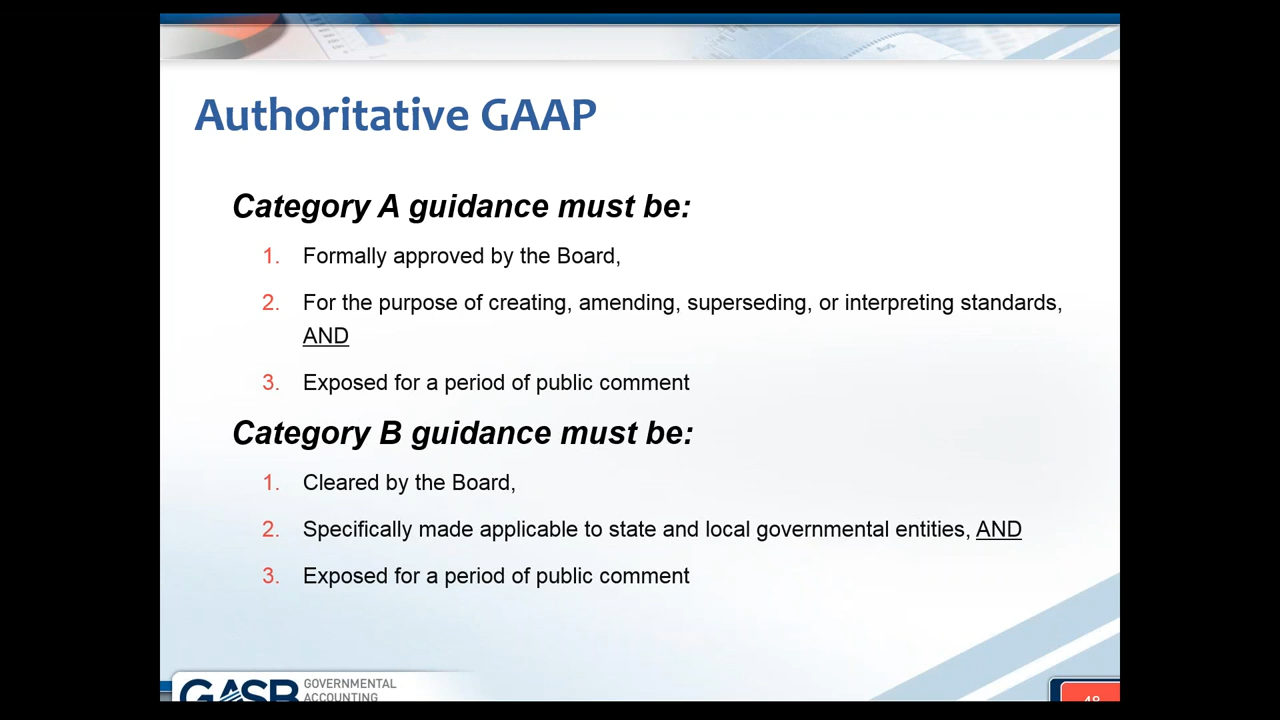 Authoritative GAAP
Category A guidance must be:
1. Formally approved by the Board,
2. For the purpose of creating, amending, superseding, or interpreting standards,
AND
3. Exposed for a period of public comment
Category B guidance must be:
1. Cleared by the Board,
2. Specifically made applicable to state and local governmental entities, AND
3. Exposed for a period of public comment
GASB
GOVERNMENTAL
ACCOUNTING
48